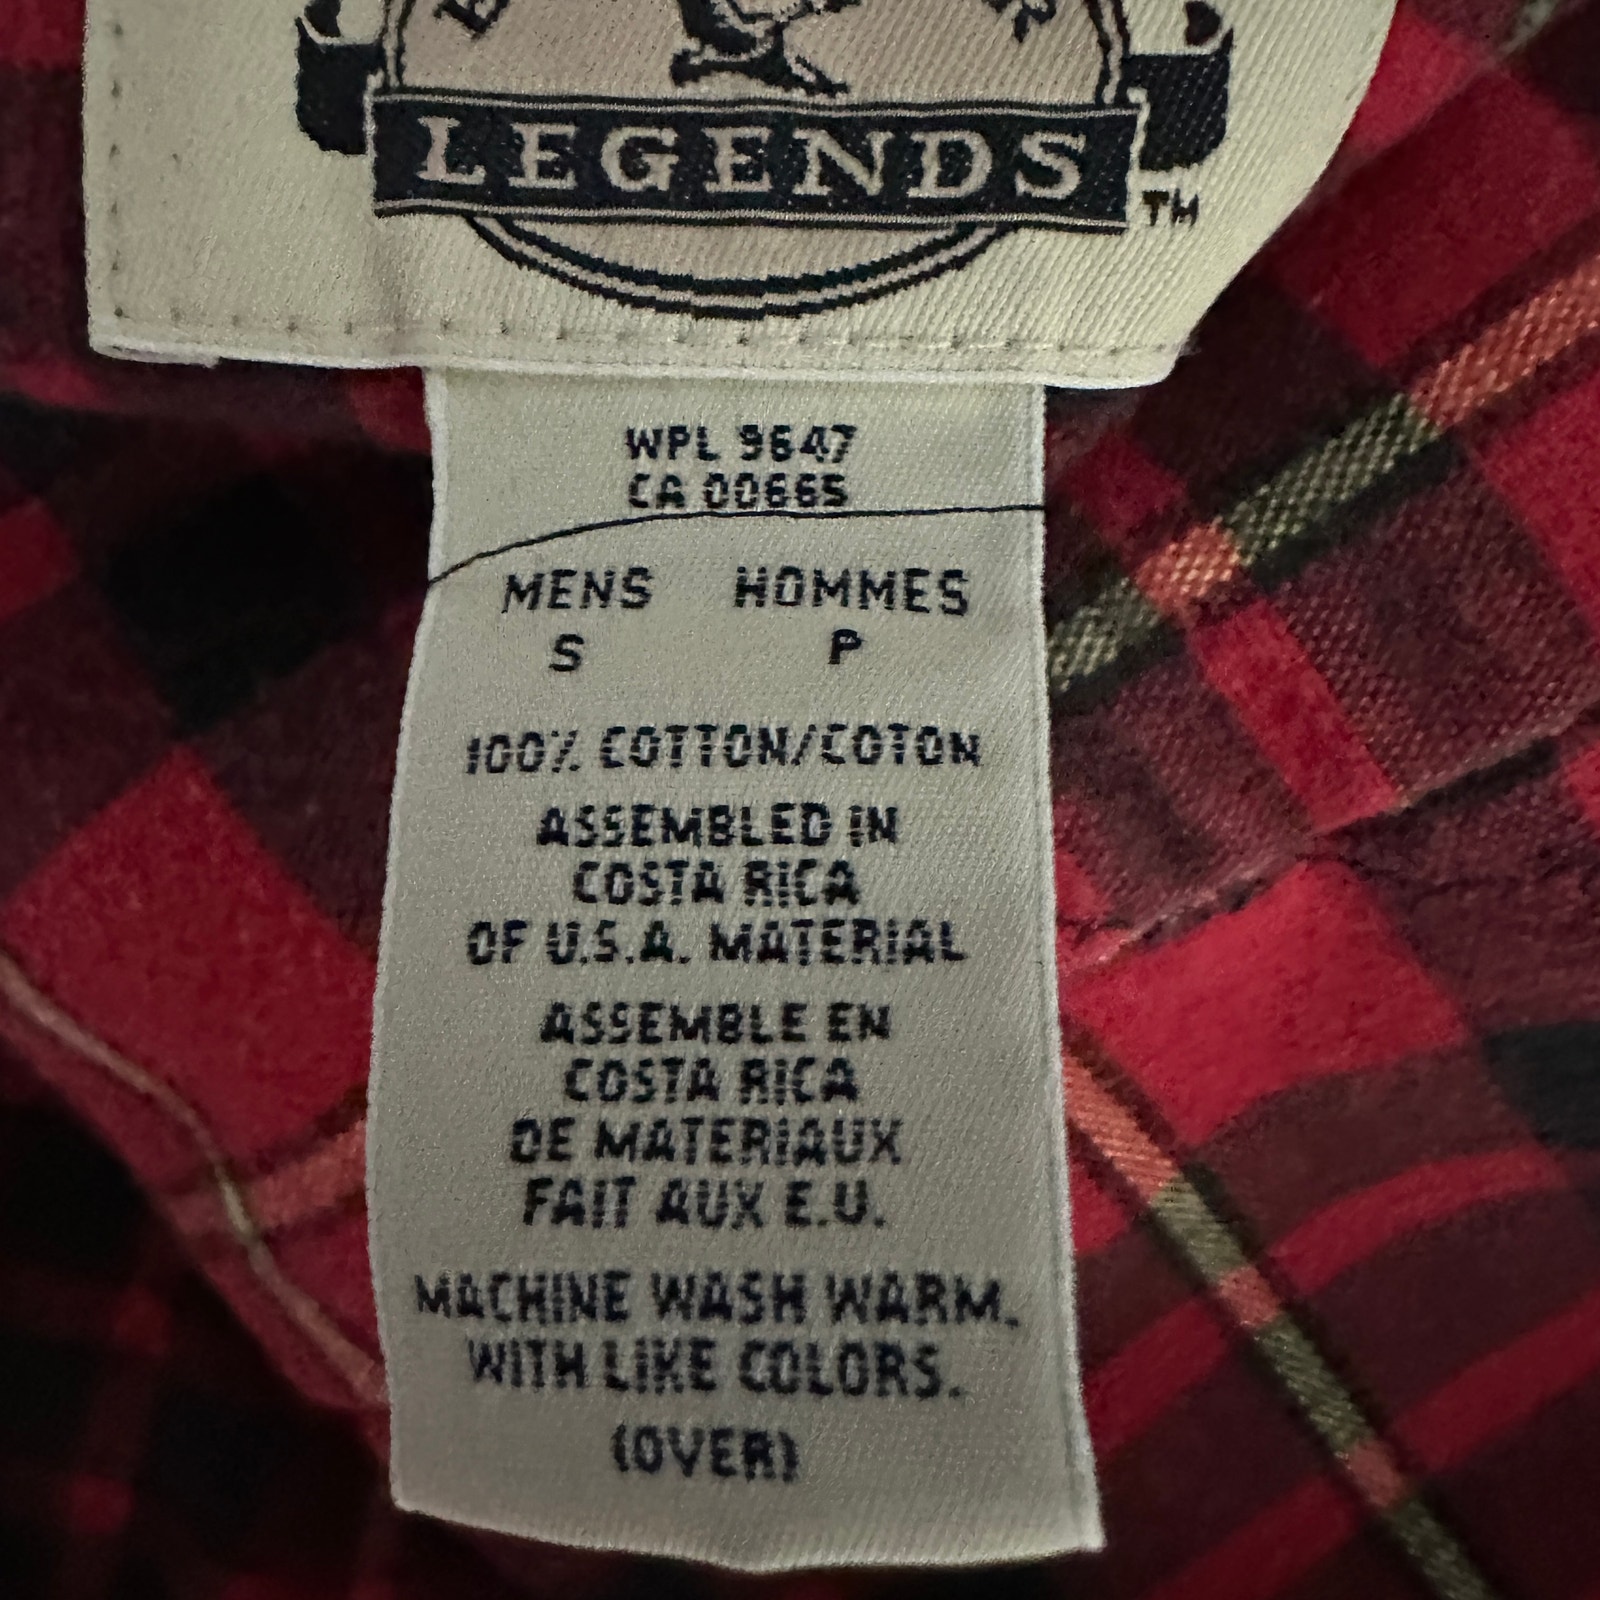 LEGENDS
TM
WPL 9647
CA 00665
MENS HOMMES
S P
100% COTTON/COTON
ASSEMBLED IN
COSTA RICA
OF U.S.A. MATERIAL
ASSEMBLE EN
COSTA RICA
DE MATERIAUX
FAIT AUX E.U.
MACHINE WASH WARM.
WITH LIKE COLORS.
(OVER)